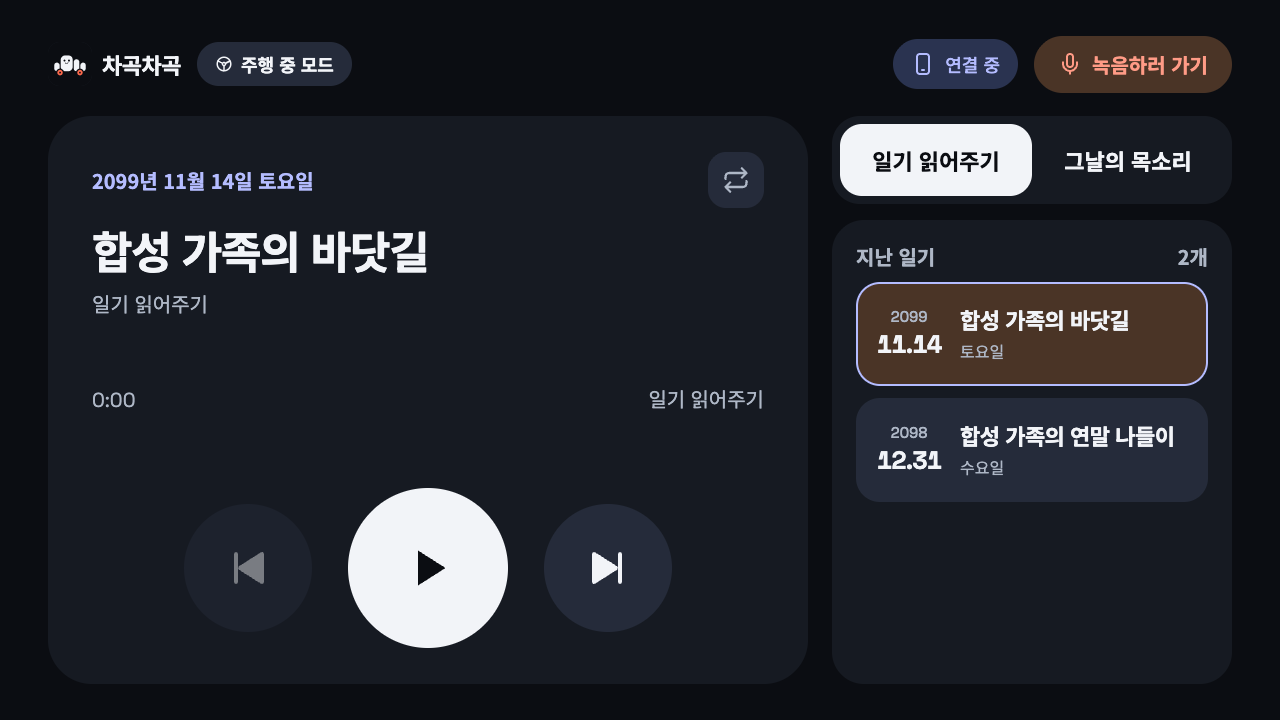 차곡차곡
주행 중 모드
연결 중
녹음하러 가기
2099년 11월 14일 토요일
합성 가족의 바닷길
일기 읽어주기
0:00
일기 읽어주기
일기 읽어주기
그날의 목소리
지난 일기
2개
2099
11.14
합성 가족의 바닷길
토요일
2098
12.31
합성 가족의 연말 나들이
수요일